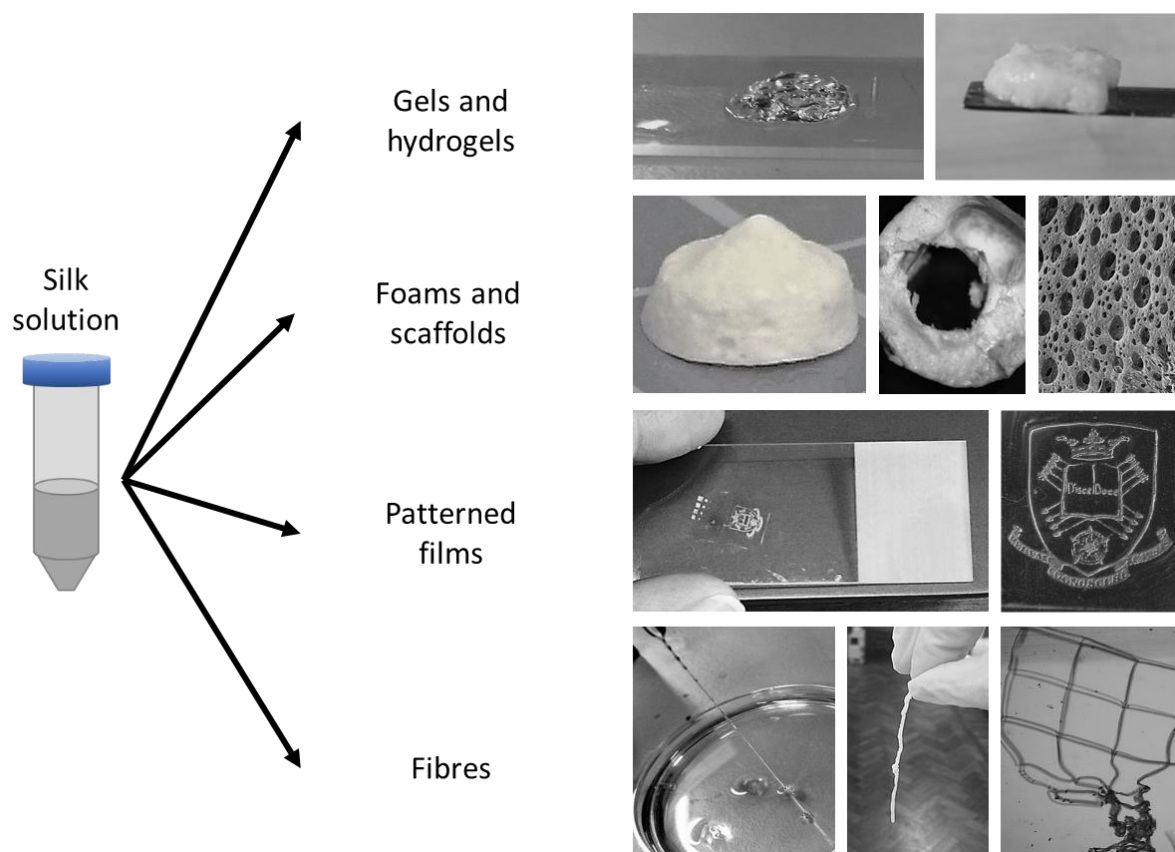 Gels and
hydrogels
Silk
solution
Foams and
scaffolds
Patterned
films
Fibres